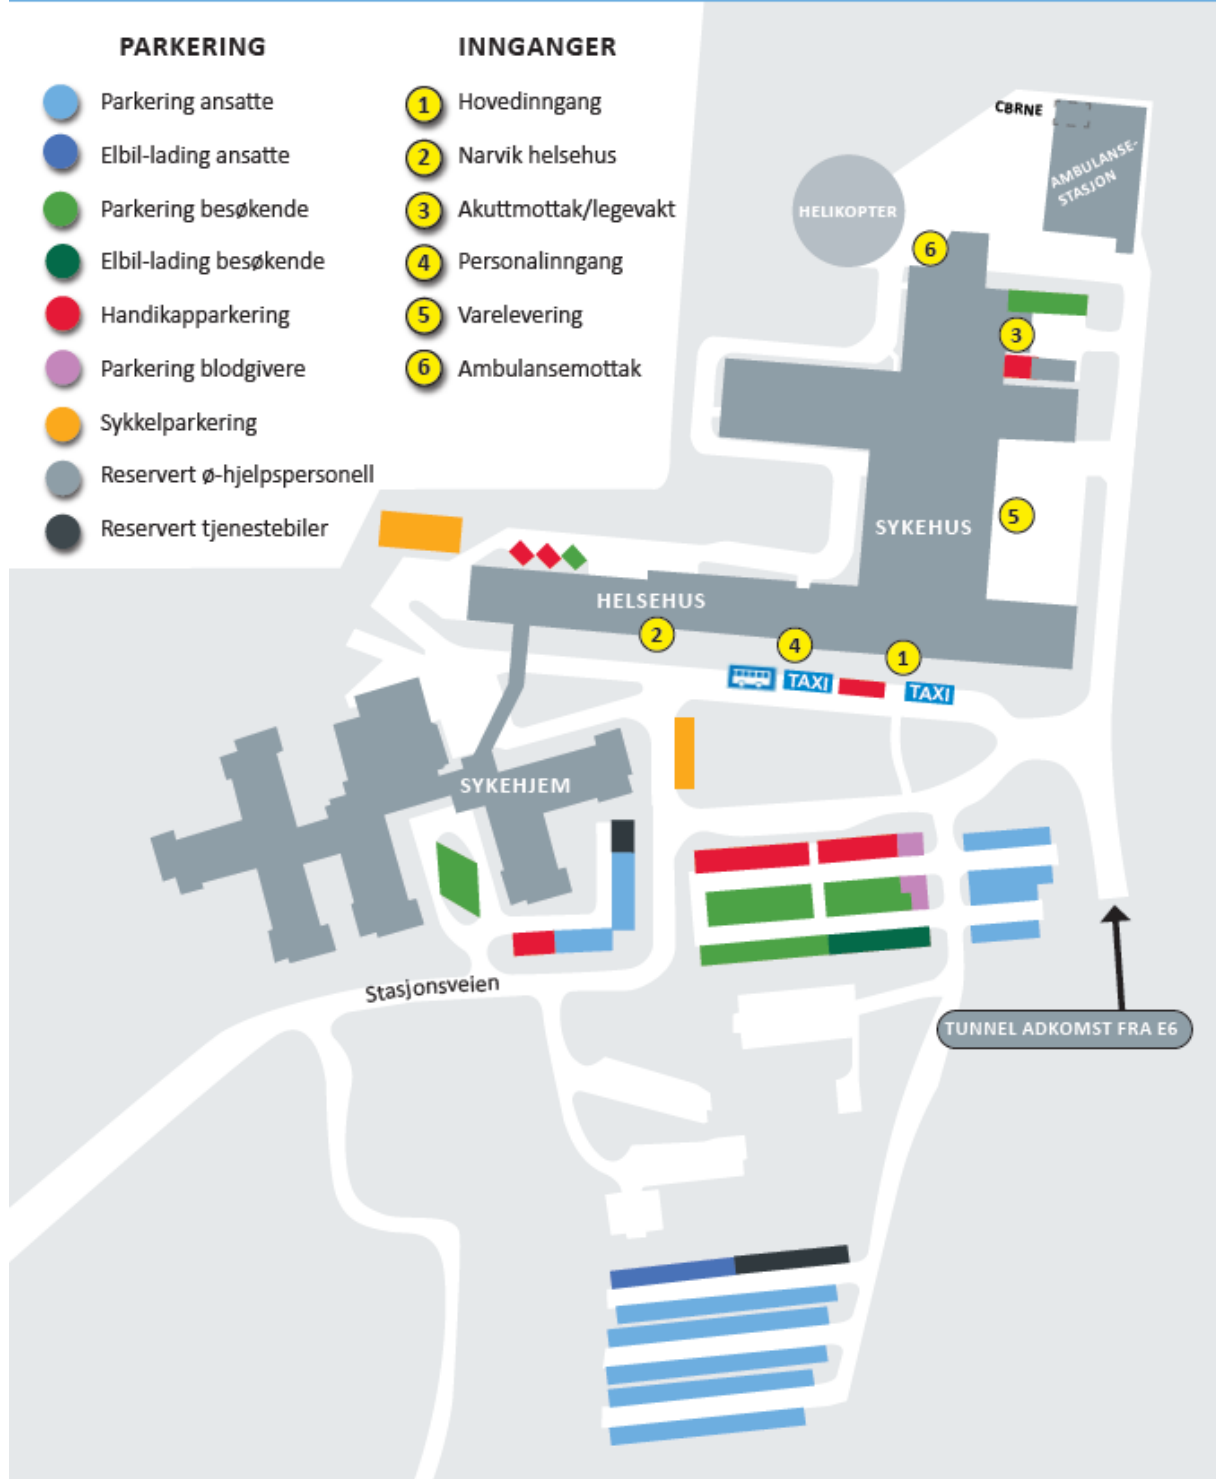 PARKERING
Parkering ansatte
Elbil-lading ansatte
Parkering besøkende
Elbil-lading besøkende
Handikapparkering
Parkering blodgivere
Sykkelparkering
Reservert ø-hjelpspersonell
Reservert tjenestebiler
INNGANGER
1 Hovedinngang
2 Narvik helsehus
3 Akuttmottak/legevakt
4 Personalinngang
5 Varelevering
6 Ambulansemottak
CBRNE
AMBULANSE-
STASJON
HELIKOPTER
6
3
5
SYKEHUS
HELSEHUS
2
4
1
TAXI
TAXI
SYKEHJEM
Stasjonsveien
TUNNEL ADKOMST FRA E6